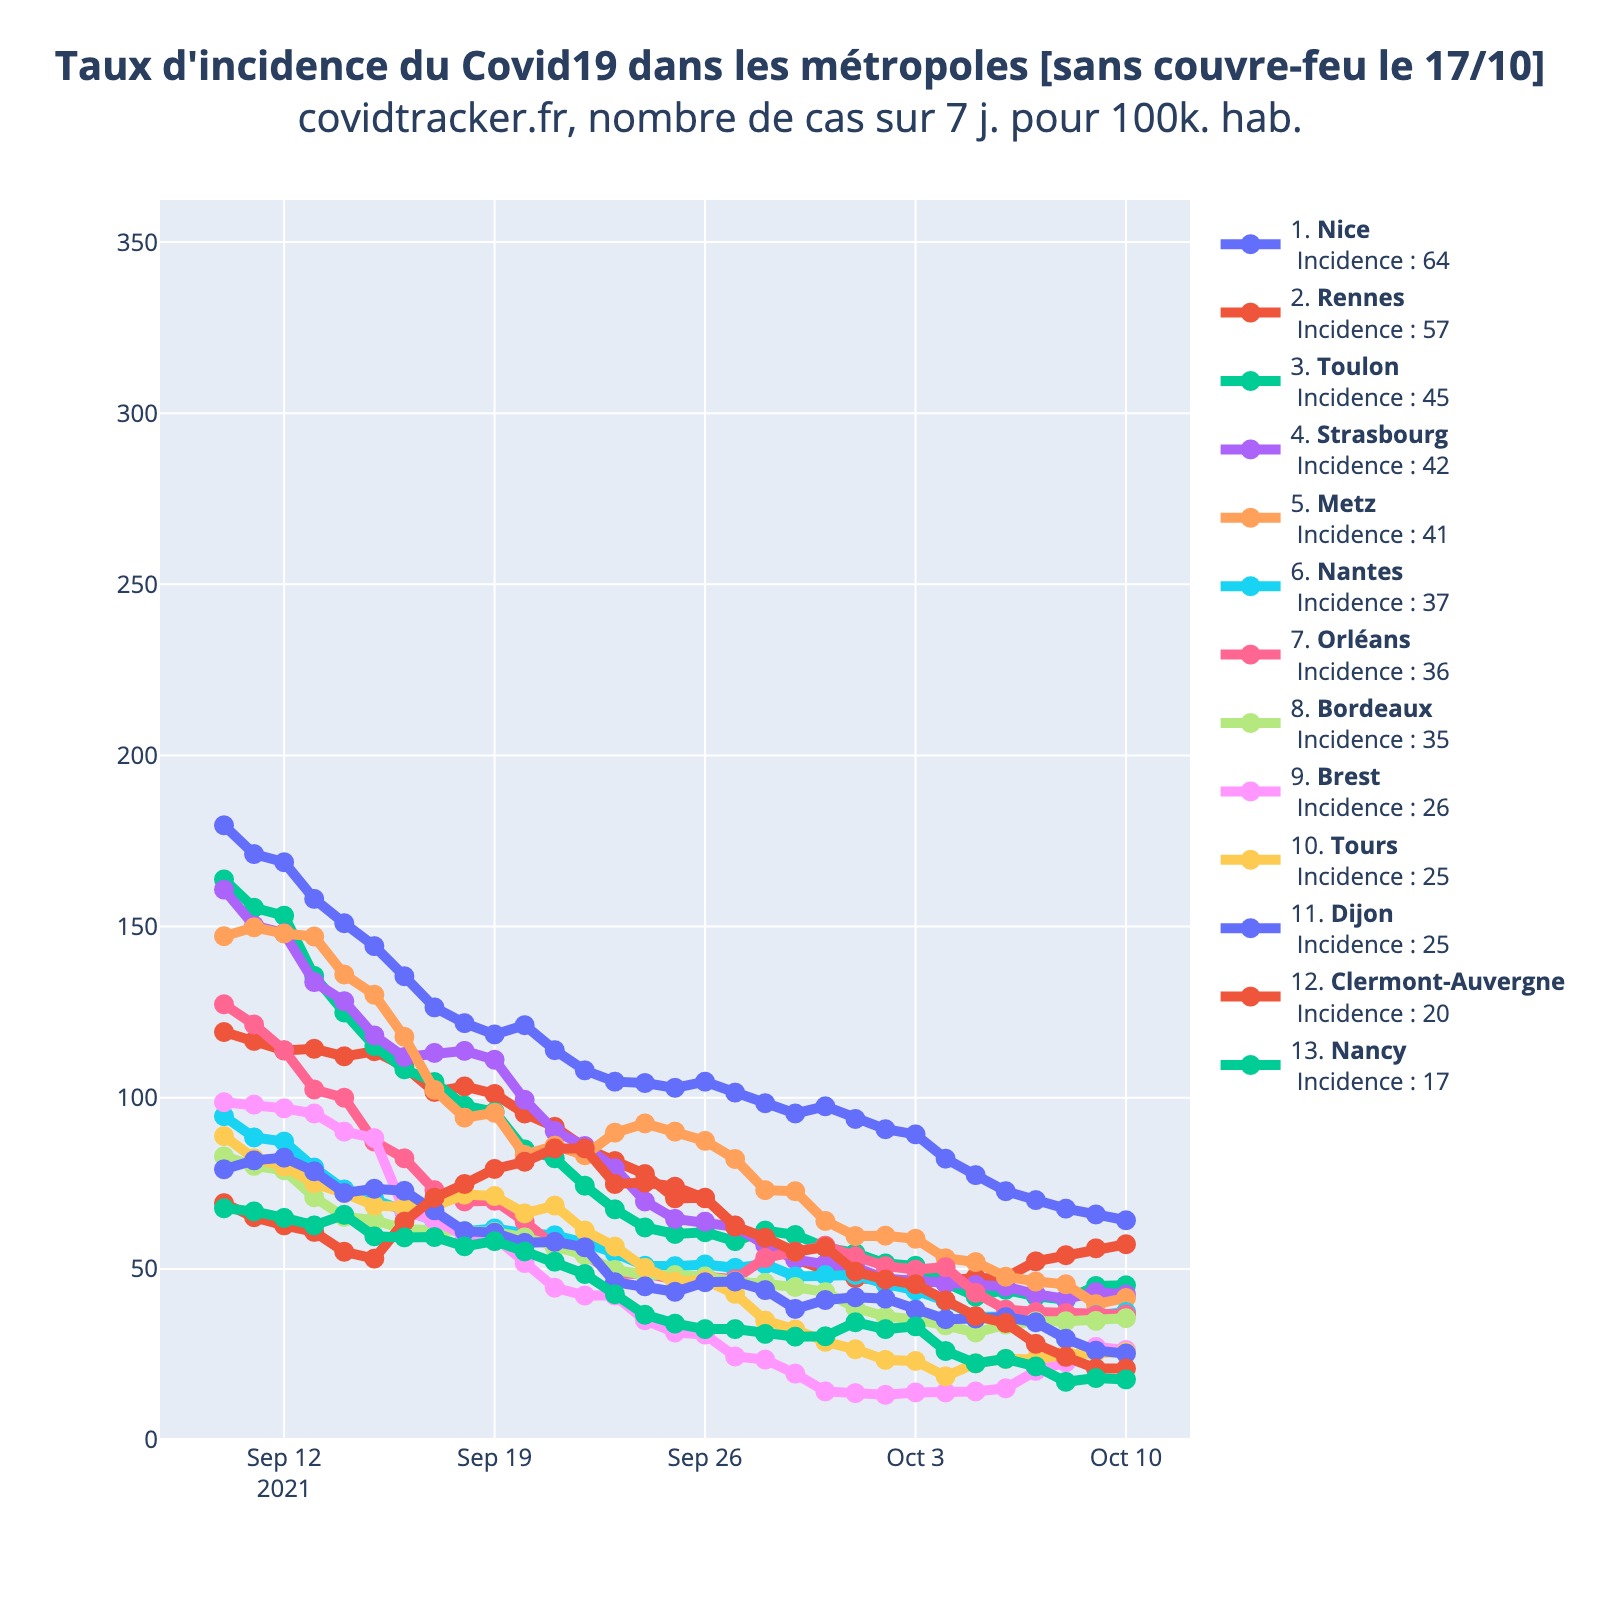 Taux d'incidence du Covid19 dans les métropoles [sans couvre-feu le 17/10]
covidtracker.fr, nombre de cas sur 7 j. pour 100k. hab.
350
300
250
200
150
100
50
0
Sep 12
2021
Sep 19
Sep 26
Oct 3
Oct 10
1. Nice
Incidence : 64
2. Rennes
Incidence : 57
3. Toulon
Incidence : 45
4. Strasbourg
Incidence : 42
5. Metz
Incidence : 41
6. Nantes
Incidence : 37
7. Orléans
Incidence : 36
8. Bordeaux
Incidence : 35
9. Brest
Incidence : 26
10. Tours
Incidence : 25
11. Dijon
Incidence : 25
12. Clermont-Auvergne
Incidence : 20
13. Nancy
Incidence : 17